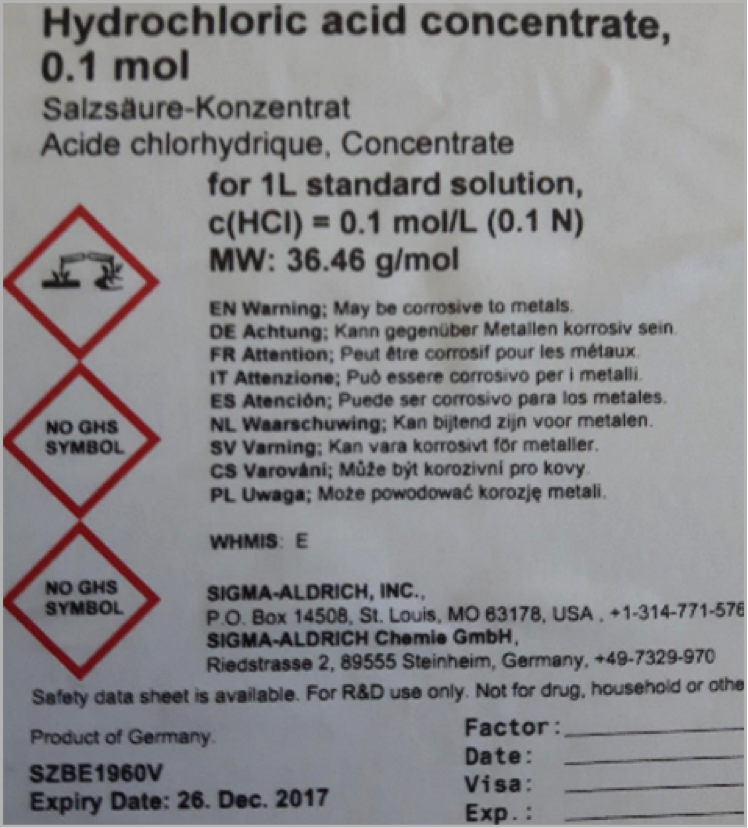 Hydrochloric acid concentrate,
0.1 mol
Salzsäure-Konzentrat
Acide chlorhydrique, Concentrate
for 1L standard solution,
c(HCl) = 0.1 mol/L (0.1 N)
MW: 36.46 g/mol
EN Warning; May be corrosive to metals.
DE Achtung; Kann gegenüber Metallen korrosiv sein.
FR Attention; Peut être corrosif pour les métaux.
IT Attenzione; Può essere corrosivo per i metalli.
ES Atención; Puede ser corrosivo para los metales.
NL Waarschuwing; Kan bijtend zijn voor metalen.
SV Varning; Kan vara korrosivt för metaller.
CS Varováni; Může být korozivní pro kovy.
PL Uwaga; Może powodować korozję metali.
NO GHS
SYMBOL
WHMIS: E
NO GHS
SYMBOL
SIGMA-ALDRICH, INC.,
P.O. Box 14508, St. Louis, MO 63178, USA , +1-314-771-576
SIGMA-ALDRICH Chemie GmbH,
Riedstrasse 2, 89555 Steinheim, Germany, +49-7329-970
Safety data sheet is available. For R&D use only. Not for drug, household or othe
Product of Germany.
SZBE1960V
Expiry Date: 26. Dec. 2017
Factor:
Date:
Visa:
Exp.: